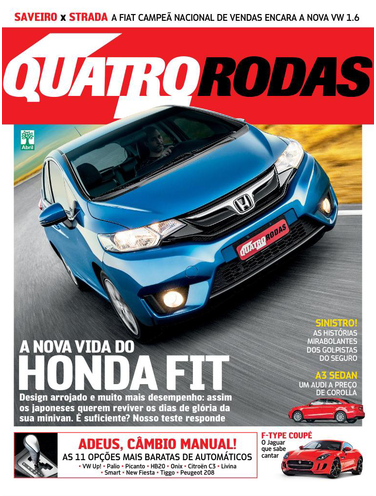 SAVEIRO x STRADA A FIAT CAMPEÃ NACIONAL DE VENDAS ENCARA A NOVA VW 1.6
QUATRO RODAS
Abril
QUATRO RODAS
SINISTRO!
AS HISTÓRIAS
MIRABOLANTES
DOS GOLPISTAS
DO SEGURO
A NOVA VIDA DO
HONDA FIT
Design arrojado e muito mais desempenho: assim
os japoneses querem reviver os dias de glória da
sua minivan. É suficiente? Nosso teste responde
A3 SEDAN
UM AUDI A PREÇO
DE COROLLA
ADEUS, CÂMBIO MANUAL!
AS 11 OPÇÕES MAIS BARATAS DE AUTOMÁTICOS
• VW Up! • Palio • Picanto • HB20 • Onix • Citroën C3 • Livina
• Smart • New Fiesta • Tiggo • Peugeot 208
F-TYPE COUPÉ
O Jaguar
que sabe
cantar